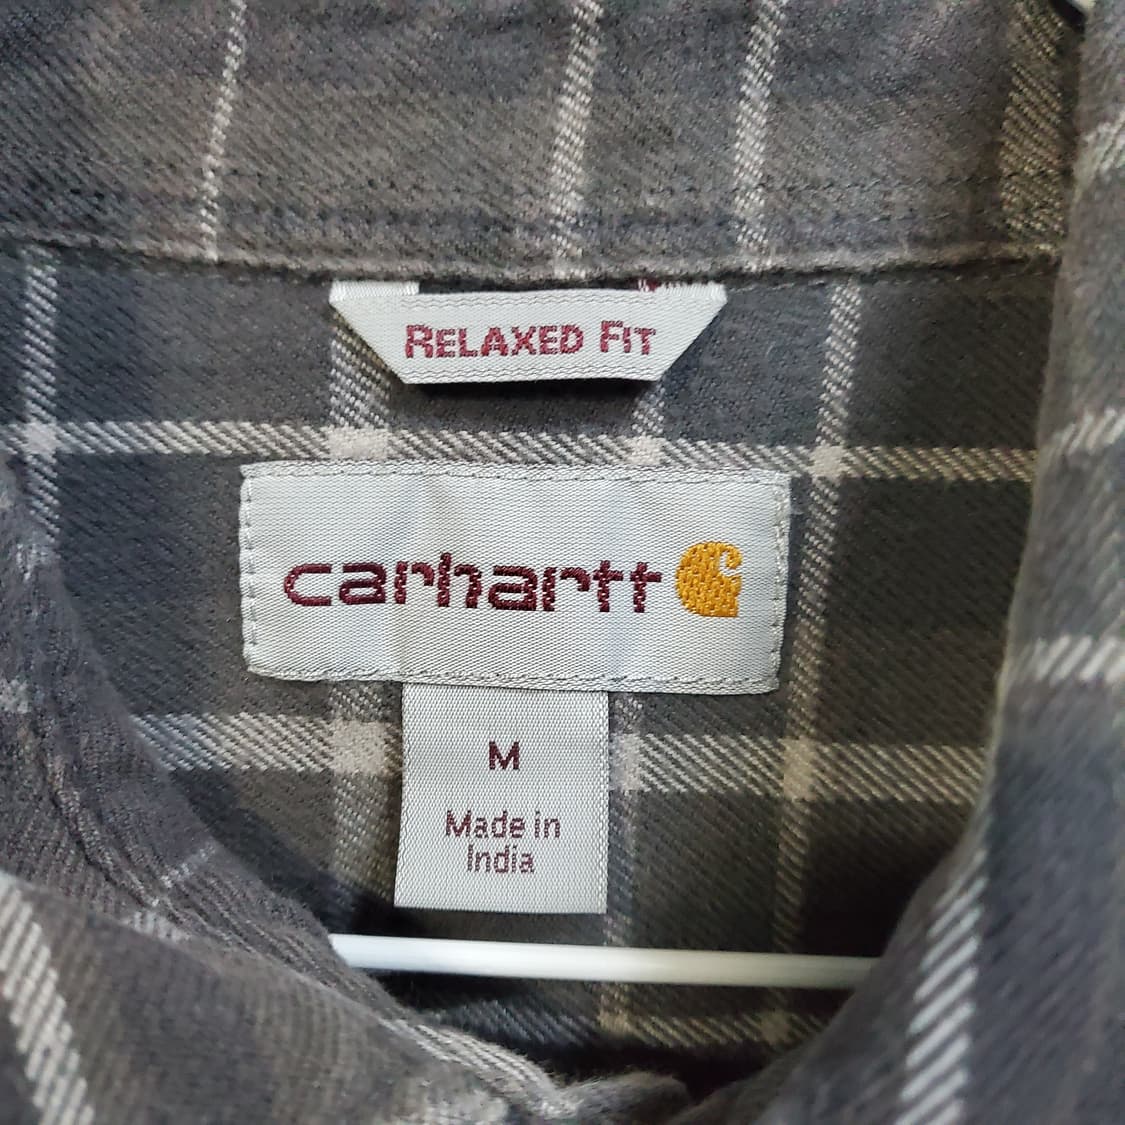 RELAXED FIT
carhartt
M
Made in
India